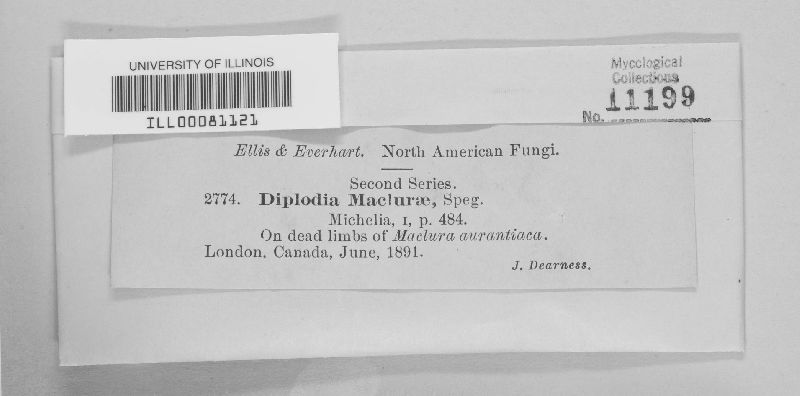 UNIVERSITY OF ILLINOIS
ILL00081121
Mycological
Collections
No. 11199
Ellis & Everhart. North American Fungi.
Second Series.
2774. Diplodia Macluræ, Speg.
Michelia, I, p. 484.
On dead limbs of Maclura aurantiaca.
London, Canada, June, 1891.
J. Dearness.